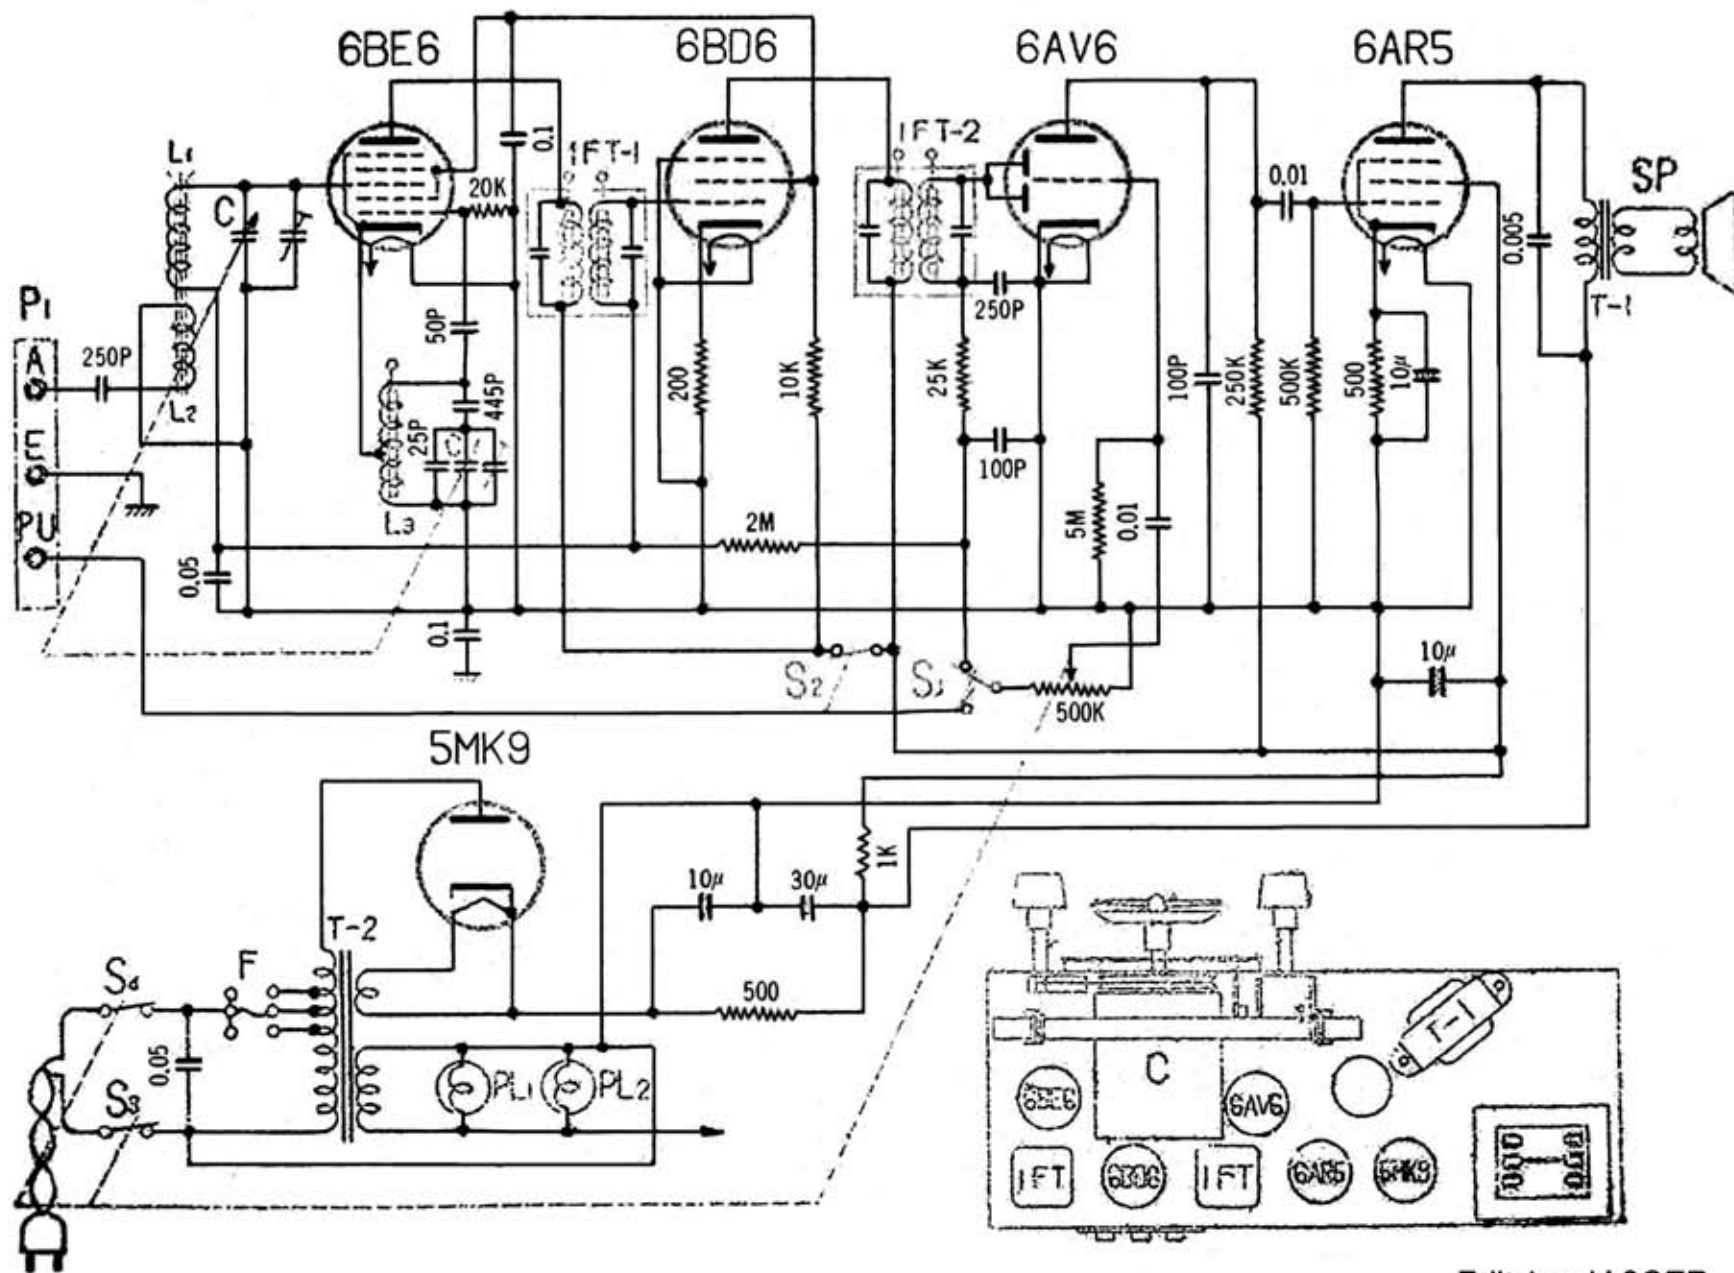 6BE6
6BD6
6AV6
6AR5
L1
C
20K
0.1
IFT-1
IFT-2
0.01
SP
0.005
T-1
P1
A
250P
L2
E
PU
50P
445P
25P
L3
0.05
0.1
200
10K
2M
250P
25K
100P
5M
0.01
100P
250K
500K
500
10μ
S2
S1
500K
10μ
5MK9
1K
10μ
30μ
T-2
S4
F
500
0.05
S3
PL1
PL2
T-1
C
6BE6
6AV6
IFT
6BD6
IFT
6AR5
5MK9